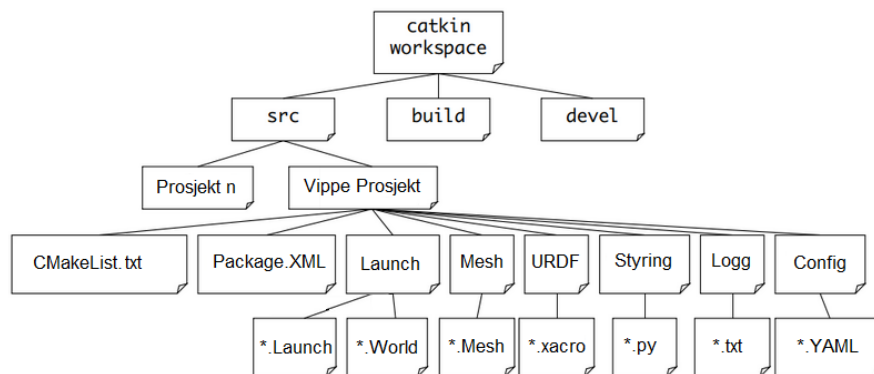 catkin
workspace
src
build
devel
Prosjekt n
Vippe Prosjekt
CMakeList.txt
Package.XML
Launch
Mesh
URDF
Styring
Logg
Config
*.Launch
*.World
*.Mesh
*.xacro
*.py
*.txt
*.YAML